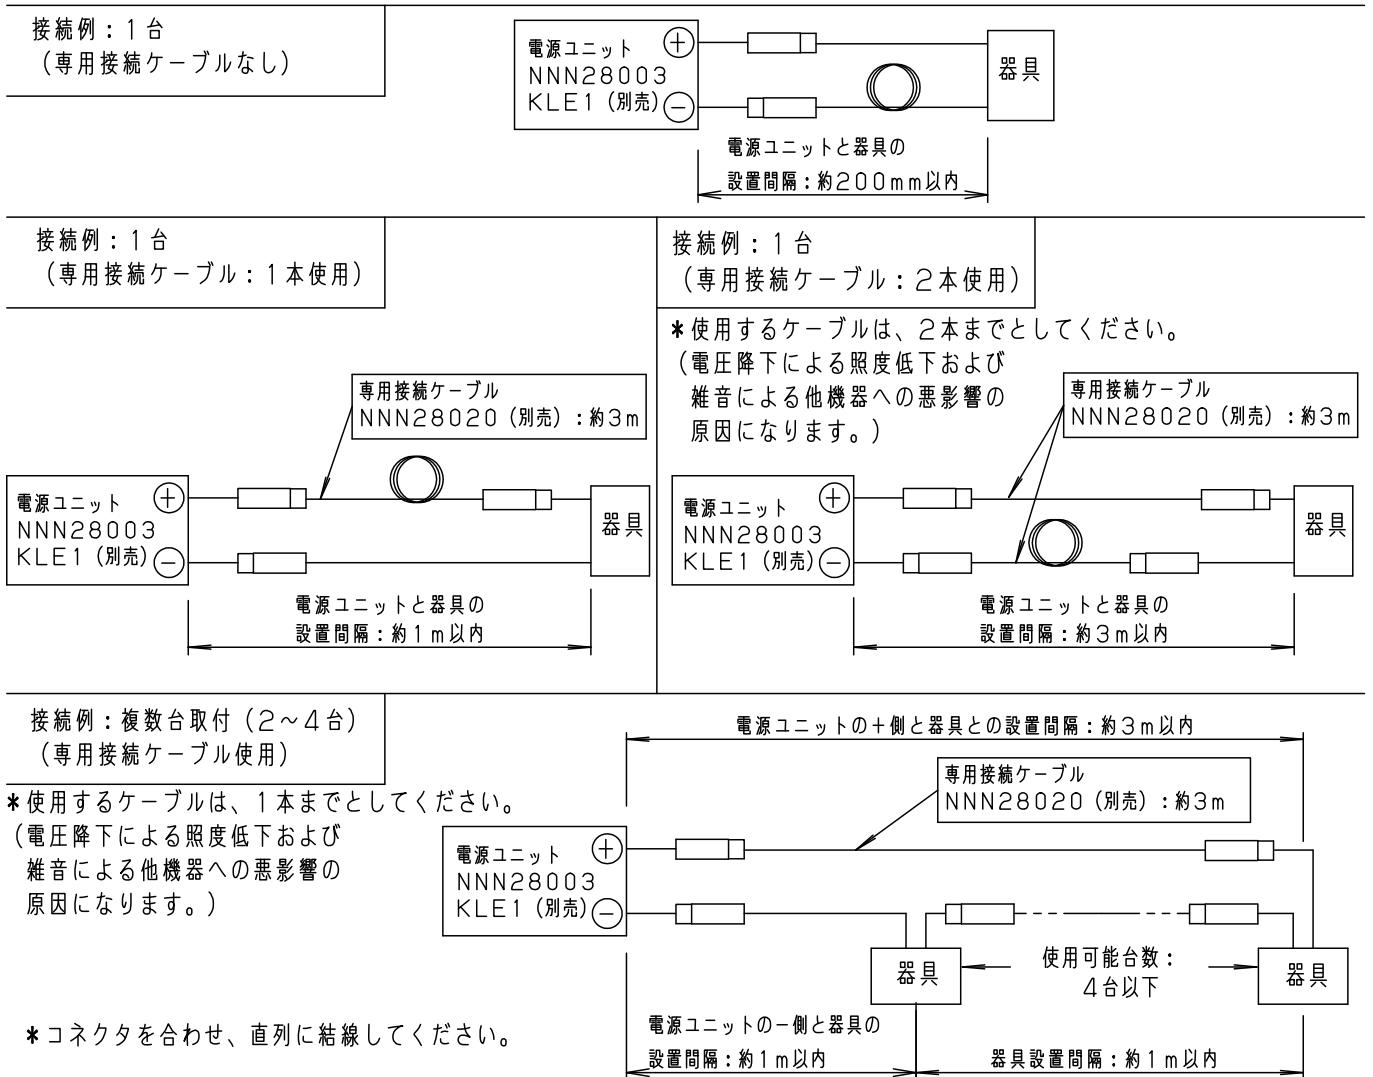 接続例：1台
（専用接続ケーブルなし）
電源ユニット
NNN28003
KLE1（別売）
＋
－
器具
電源ユニットと器具の
設置間隔：約200mm以内
接続例：1台
（専用接続ケーブル：1本使用）
専用接続ケーブル
NNN28020（別売）：約3m
電源ユニット
NNN28003
KLE1（別売）
＋
－
器具
電源ユニットと器具の
設置間隔：約1m以内
接続例：1台
（専用接続ケーブル：2本使用）
＊使用するケーブルは、2本までとしてください。
（電圧降下による照度低下および
雑音による他機器への悪影響の
原因になります。）
専用接続ケーブル
NNN28020（別売）：約3m
電源ユニット
NNN28003
KLE1（別売）
＋
－
器具
電源ユニットと器具の
設置間隔：約3m以内
接続例：複数台取付（2～4台）
（専用接続ケーブル使用）
＊使用するケーブルは、1本までとしてください。
（電圧降下による照度低下および
雑音による他機器への悪影響の
原因になります。）
電源ユニットの＋側と器具との設置間隔：約3m以内
専用接続ケーブル
NNN28020（別売）：約3m
電源ユニット
NNN28003
KLE1（別売）
＋
－
器具
使用可能台数：
4台以下
器具
＊コネクタを合わせ、直列に結線してください。
電源ユニットの－側と器具の
設置間隔：約1m以内
器具設置間隔：約1m以内